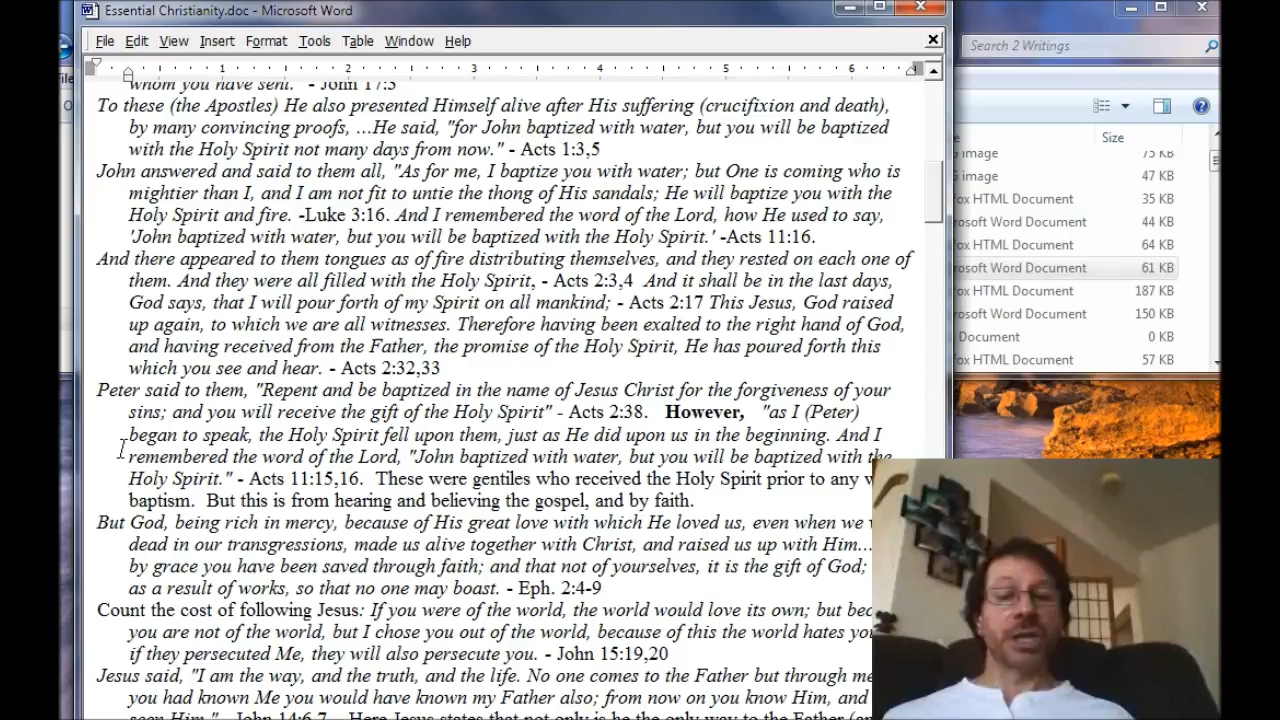 Essential Christianity.doc - Microsoft Word
File Edit View Insert Format Tools Table Window Help
Search 2 Writings
1 2 3 4 5 6
whom you have sent." - John 17:3
To these (the Apostles) He also presented Himself alive after His suffering (crucifixion and death),
by many convincing proofs, ...He said, "for John baptized with water, but you will be baptized
with the Holy Spirit not many days from now." - Acts 1:3,5
John answered and said to them all, "As for me, I baptize you with water; but One is coming who is
mightier than I, and I am not fit to untie the thong of His sandals; He will baptize you with the
Holy Spirit and fire. -Luke 3:16. And I remembered the word of the Lord, how He used to say,
'John baptized with water, but you will be baptized with the Holy Spirit.' -Acts 11:16.
And there appeared to them tongues as of fire distributing themselves, and they rested on each one of
them. And they were all filled with the Holy Spirit, - Acts 2:3,4 And it shall be in the last days,
God says, that I will pour forth of my Spirit on all mankind; - Acts 2:17 This Jesus, God raised
up again, to which we are all witnesses. Therefore having been exalted to the right hand of God,
and having received from the Father, the promise of the Holy Spirit, He has poured forth this
which you see and hear. - Acts 2:32,33
Peter said to them, "Repent and be baptized in the name of Jesus Christ for the forgiveness of your
sins; and you will receive the gift of the Holy Spirit" - Acts 2:38. However, "as I (Peter)
began to speak, the Holy Spirit fell upon them, just as He did upon us in the beginning. And I
remembered the word of the Lord, "John baptized with water, but you will be baptized with the
Holy Spirit." - Acts 11:15,16. These were gentiles who received the Holy Spirit prior to any
baptism. But this is from hearing and believing the gospel, and by faith.
But God, being rich in mercy, because of His great love with which He loved us, even when we
dead in our transgressions, made us alive together with Christ, and raised us up with Him...
by grace you have been saved through faith; and that not of yourselves, it is the gift of God;
as a result of works, so that no one may boast. - Eph. 2:4-9
Count the cost of following Jesus: If you were of the world, the world would love its own; but
you are not of the world, but I chose you out of the world, because of this the world hates
if they persecuted Me, they will also persecute you. - John 15:19,20
Jesus said, "I am the way, and the truth, and the life. No one comes to the Father but through
you had known Me you would have known my Father also; from now on you know Him, and
seen Him." - John 14:6,7 Here Jesus states that not only is he the only way to the Father
Size
image 75 KB
G image 47 KB
fox HTML Document 35 KB
rosoft Word Document 44 KB
fox HTML Document 64 KB
rosoft Word Document 61 KB
fox HTML Document 187 KB
rosoft Word Document 150 KB
Document 0 KB
fox HTML Document 57 KB